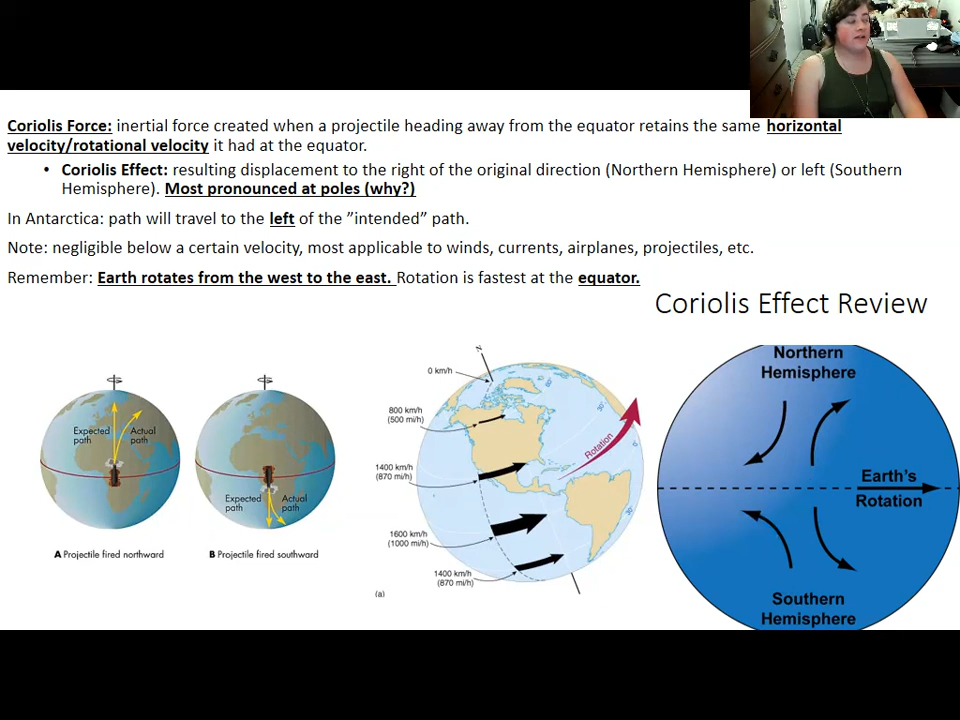 Coriolis Force: inertial force created when a projectile heading away from the equator retains the same horizontal
velocity/rotational velocity it had at the equator.
• Coriolis Effect: resulting displacement to the right of the original direction (Northern Hemisphere) or left (Southern
Hemisphere). Most pronounced at poles (why?)
In Antarctica: path will travel to the left of the ”intended” path.
Note: negligible below a certain velocity, most applicable to winds, currents, airplanes, projectiles, etc.
Remember: Earth rotates from the west to the east. Rotation is fastest at the equator.
Coriolis Effect Review
Expected
path
Actual
path
A Projectile fired northward
Expected
path
Actual
path
B Projectile fired southward
N
0 km/h
800 km/h
(500 mi/h)
1400 km/h
(870 mi/h)
1600 km/h
(1000 mi/h)
1400 km/h
(870 mi/h)
Rotation
30°
0°
30°
(a)
Northern
Hemisphere
Earth's
Rotation
Southern
Hemisphere